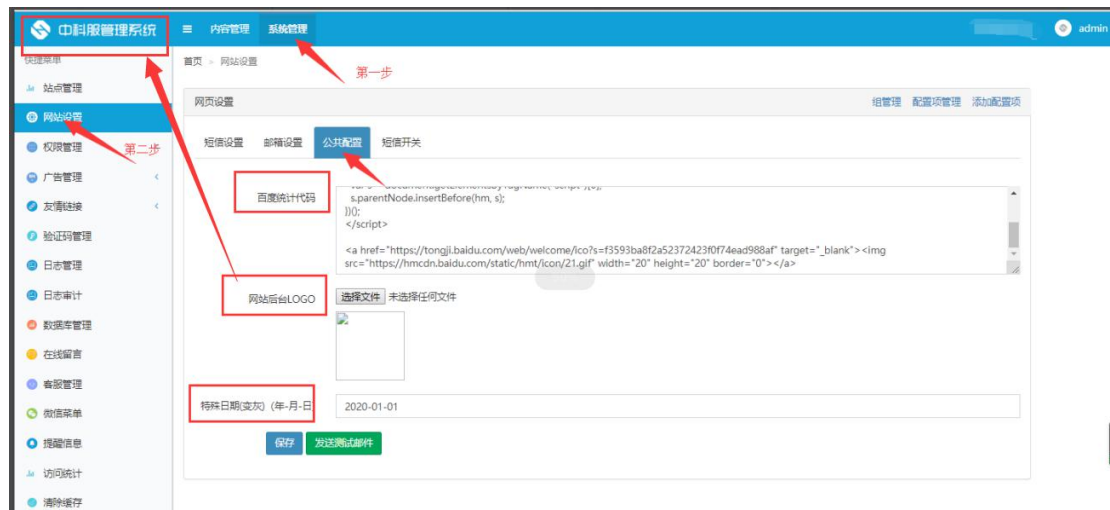 中科服管理系统 内容管理 系统管理 admin
快捷菜单 首页 > 网站设置
第一步
站点管理
网页设置 组管理 配置项管理 添加配置项
网站设置
短信设置 邮箱设置 公共配置 短信开关
权限管理 第二步
广告管理
友情链接
验证码管理
日志管理
日志审计
数据库管理
在线留言
客服管理
微信菜单
提醒信息
访问统计
清除缓存
百度统计代码
var s = document.getElementsByTagName("script")[0];
s.parentNode.insertBefore(hm, s);
})();
</script>
<a href="https://tongji.baidu.com/web/welcome/ico?s=f3593ba8f2a52372423f0f74ead988af" target="_blank"><img
src="https://hmcdn.baidu.com/static/hmt/icon/21.gif" width="20" height="20" border="0"></a>
网站后台LOGO 选择文件 未选择任何文件
特殊日期(变灰) (年-月-日 2020-01-01
保存 发送测试邮件